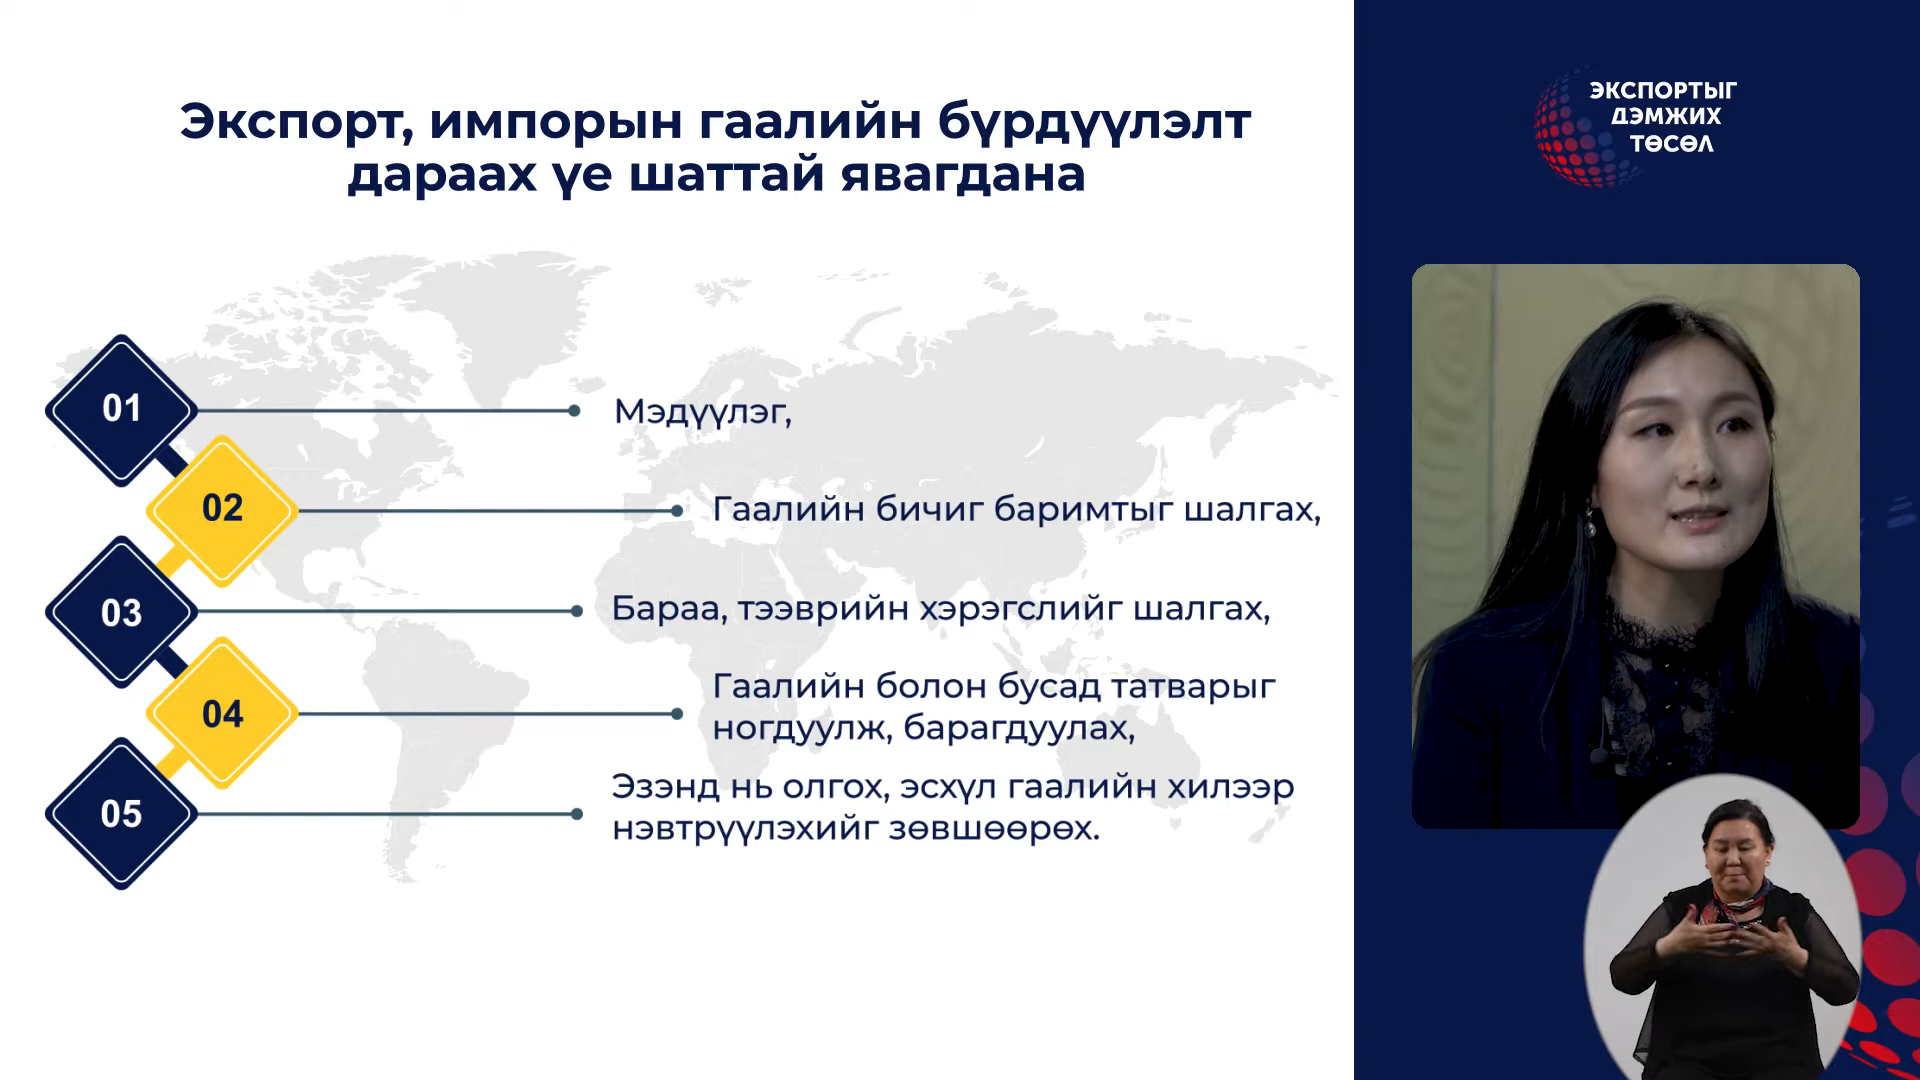 Экспорт, импорын гаалийн бүрдүүлэлт
дараах үе шаттай явагдана
01
Мэдүүлэг,
02
Гаалийн бичиг баримтыг шалгах,
03
Бараа, тээврийн хэрэгслийг шалгах,
04
Гаалийн болон бусад татварыг
ногдуулж, барагдуулах,
05
Эзэнд нь олгох, эсхүл гаалийн хилээр
нэвтрүүлэхийг зөвшөөрөх.
ЭКСПОРТЫГ
ДЭМЖИХ
ТӨСӨЛ